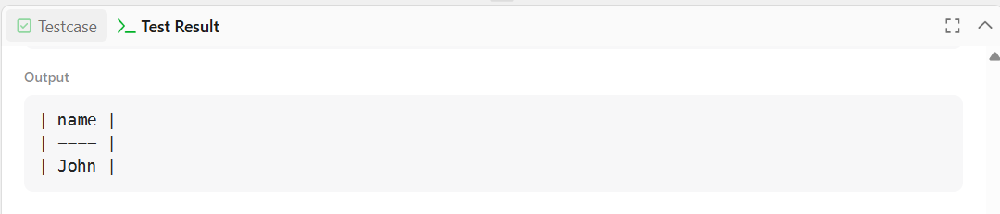 Testcase >_ Test Result
Output
| name |
| ---- |
| John |